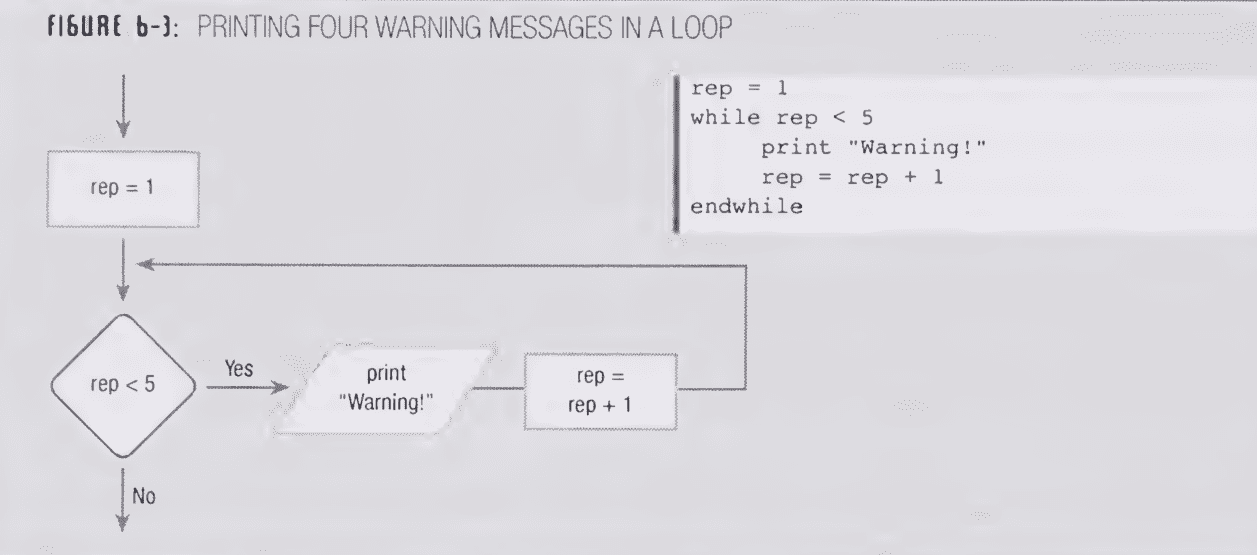 FIGURE 6-3: PRINTING FOUR WARNING MESSAGES IN A LOOP
rep = 1
while rep < 5
print "Warning!"
rep = rep + 1
endwhile
rep = 1
rep < 5
Yes
print
"Warning!"
rep =
rep + 1
No